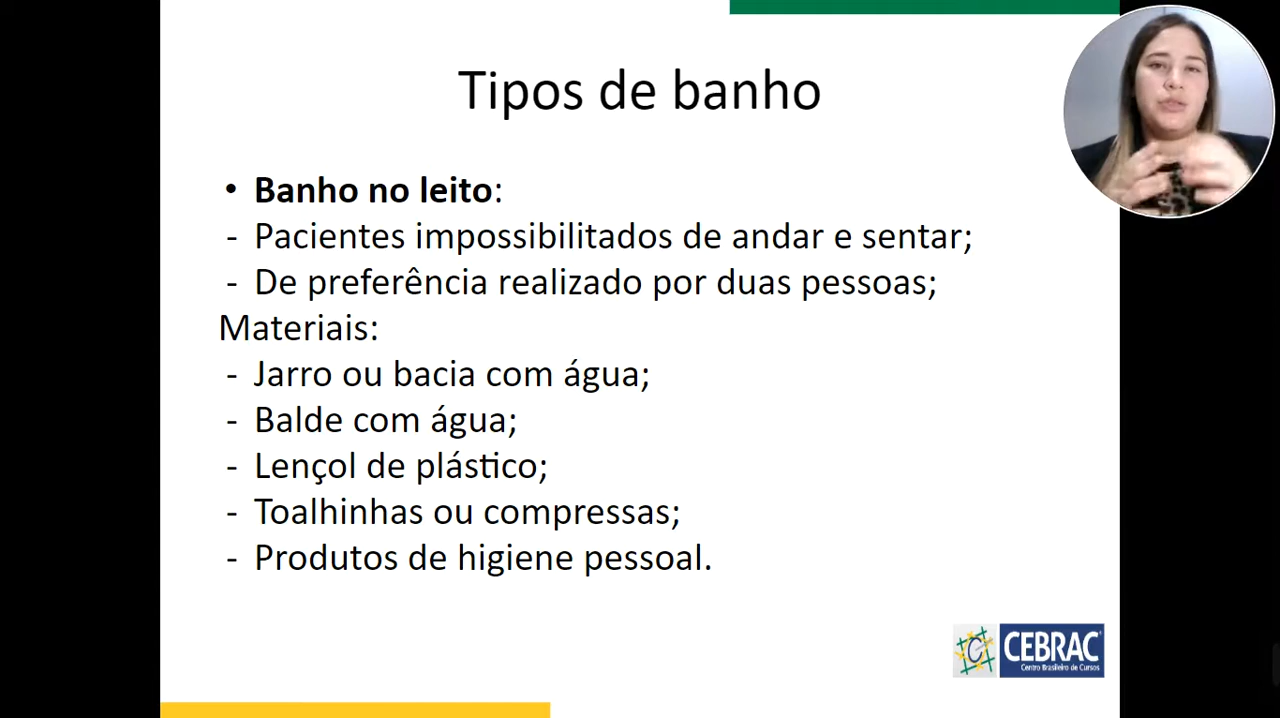 Tipos de banho
• Banho no leito:
- Pacientes impossibilitados de andar e sentar;
- De preferência realizado por duas pessoas;
Materiais:
- Jarro ou bacia com água;
- Balde com água;
- Lençol de plástico;
- Toalhinhas ou compressas;
- Produtos de higiene pessoal.
C CEBRAC
Centro Brasileiro de Cursos